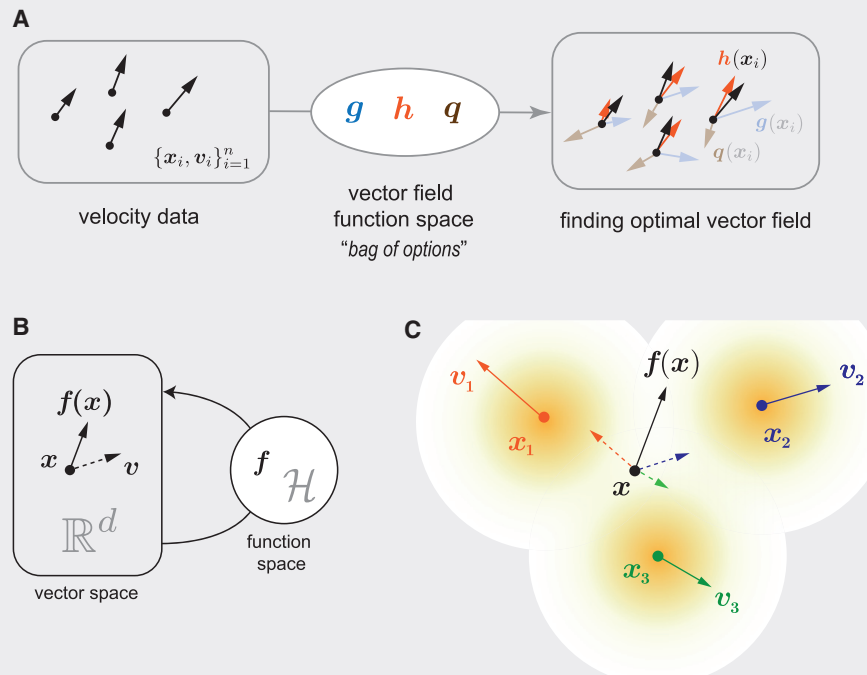 A
{x_i, v_i}_{i=1}^n
velocity data
g h q
vector field
function space
"bag of options"
h(x_i)
g(x_i)
q(x_i)
finding optimal vector field
B
f(x)
x
v
ℝ^d
vector space
f
ℋ
function
space
C
v_1
x_1
f(x)
x
v_2
x_2
x_3
v_3